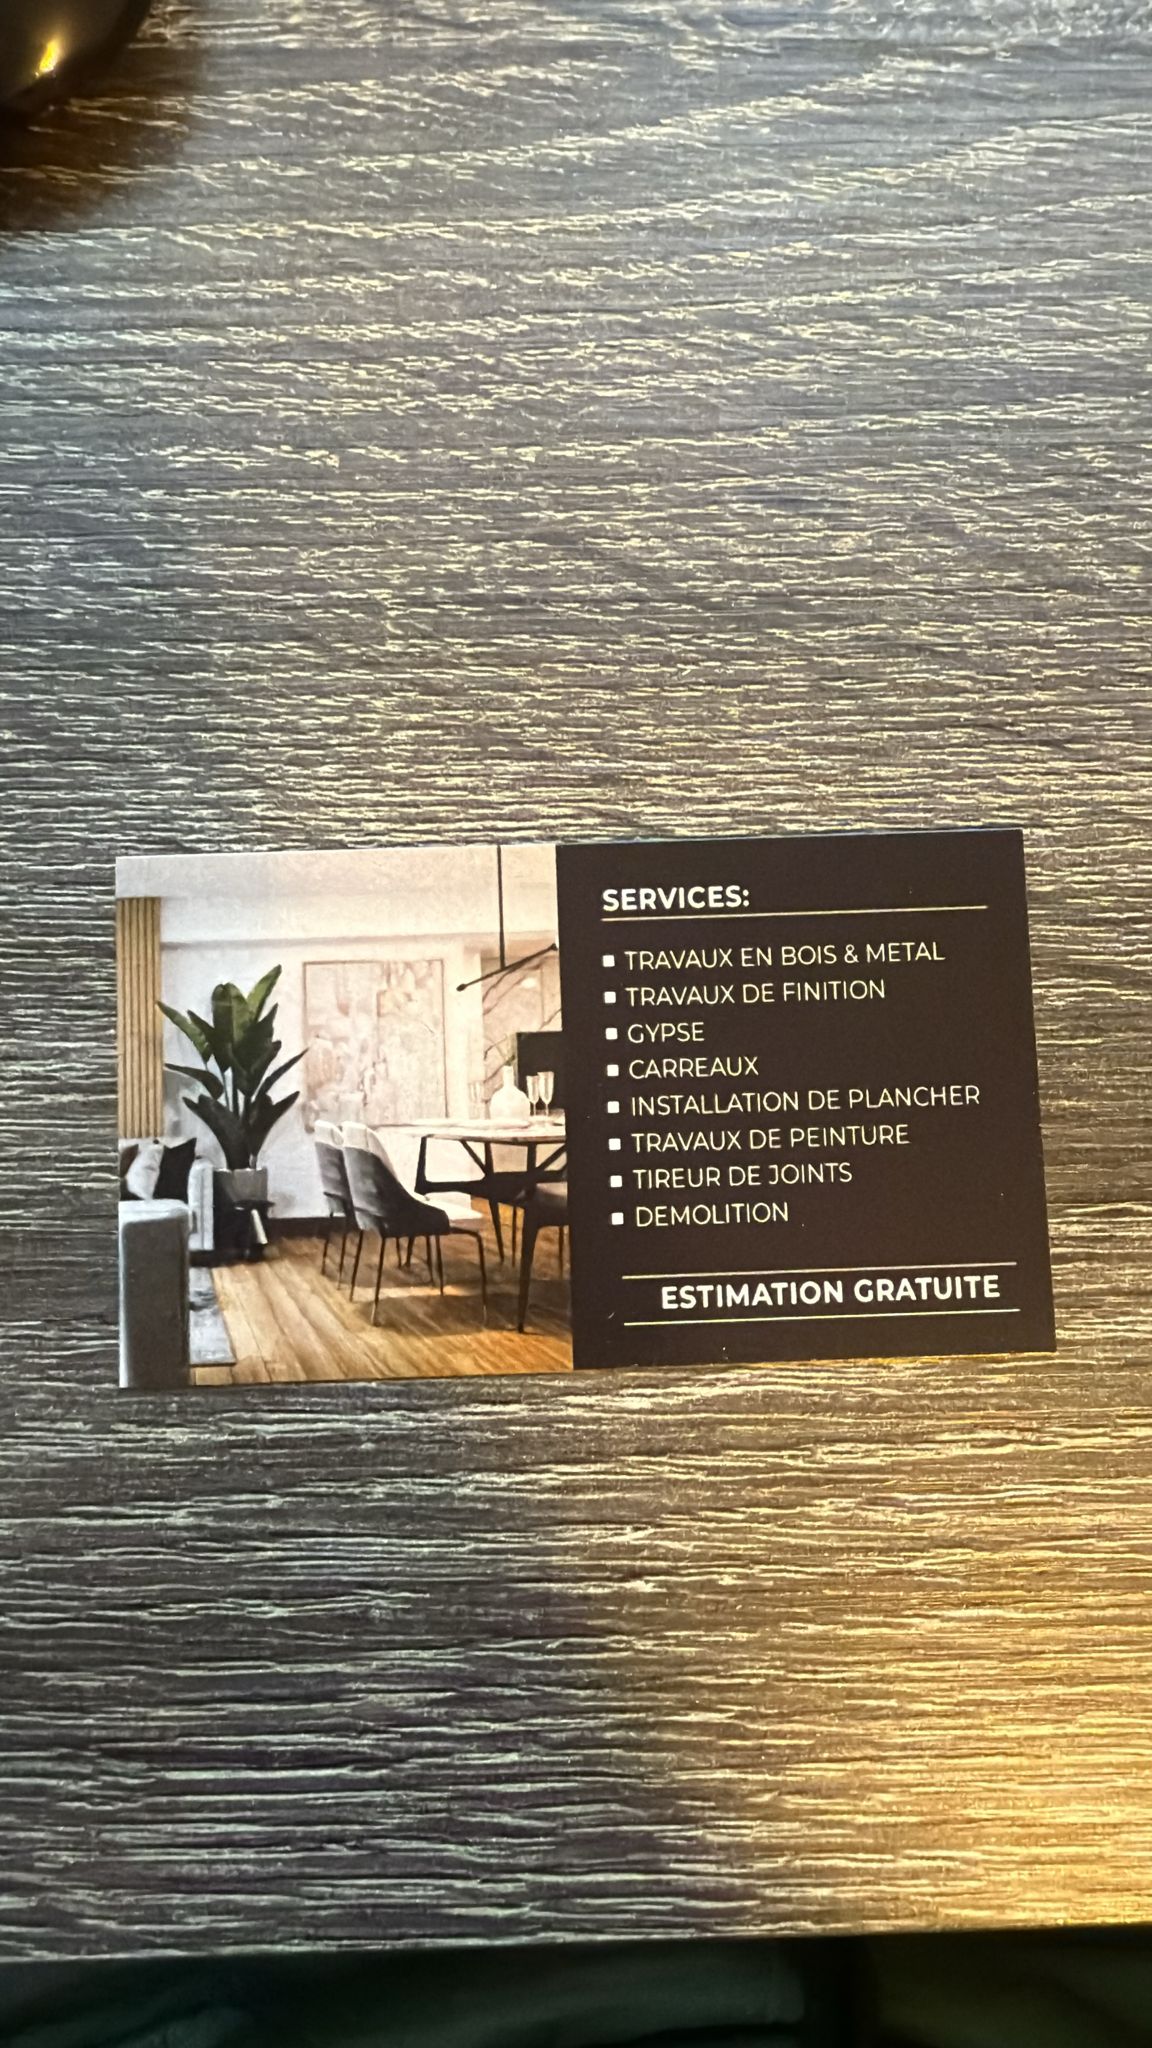 SERVICES:
TRAVAUX EN BOIS & METAL
TRAVAUX DE FINITION
GYPSE
CARREAUX
INSTALLATION DE PLANCHER
TRAVAUX DE PEINTURE
TIREUR DE JOINTS
DEMOLITION
ESTIMATION GRATUITE